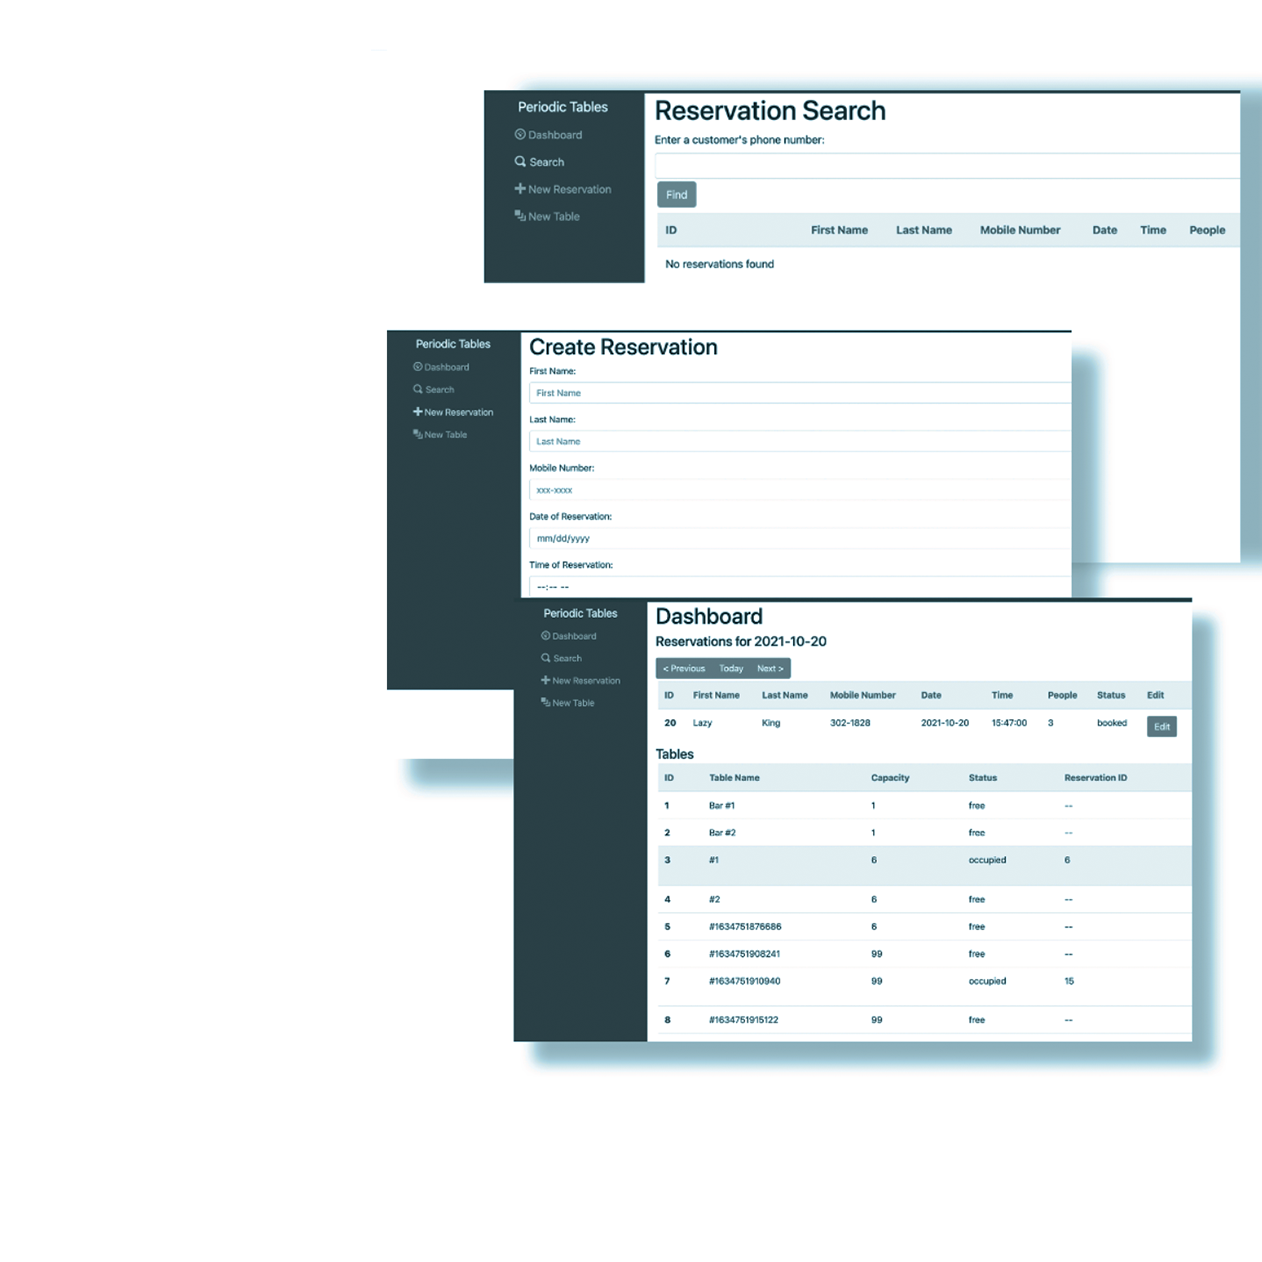 Periodic Tables
Dashboard
Search
New Reservation
New Table
Reservation Search
Enter a customer's phone number:
Find
ID First Name Last Name Mobile Number Date Time People
No reservations found
Periodic Tables
Dashboard
Search
New Reservation
New Table
Create Reservation
First Name:
First Name
Last Name:
Last Name
Mobile Number:
xxx-xxxx
Date of Reservation:
mm/dd/yyyy
Time of Reservation:
--:-- --
Periodic Tables
Dashboard
Search
New Reservation
New Table
Dashboard
Reservations for 2021-10-20
< Previous Today Next >
ID First Name Last Name Mobile Number Date Time People Status Edit
20 Lazy King 302-1828 2021-10-20 15:47:00 3 booked Edit
Tables
ID Table Name Capacity Status Reservation ID
1 Bar #1 1 free --
2 Bar #2 1 free --
3 #1 6 occupied 6
4 #2 6 free --
5 #1634751876686 6 free --
6 #1634751908241 99 free --
7 #1634751910940 99 occupied 15
8 #1634751915122 99 free --